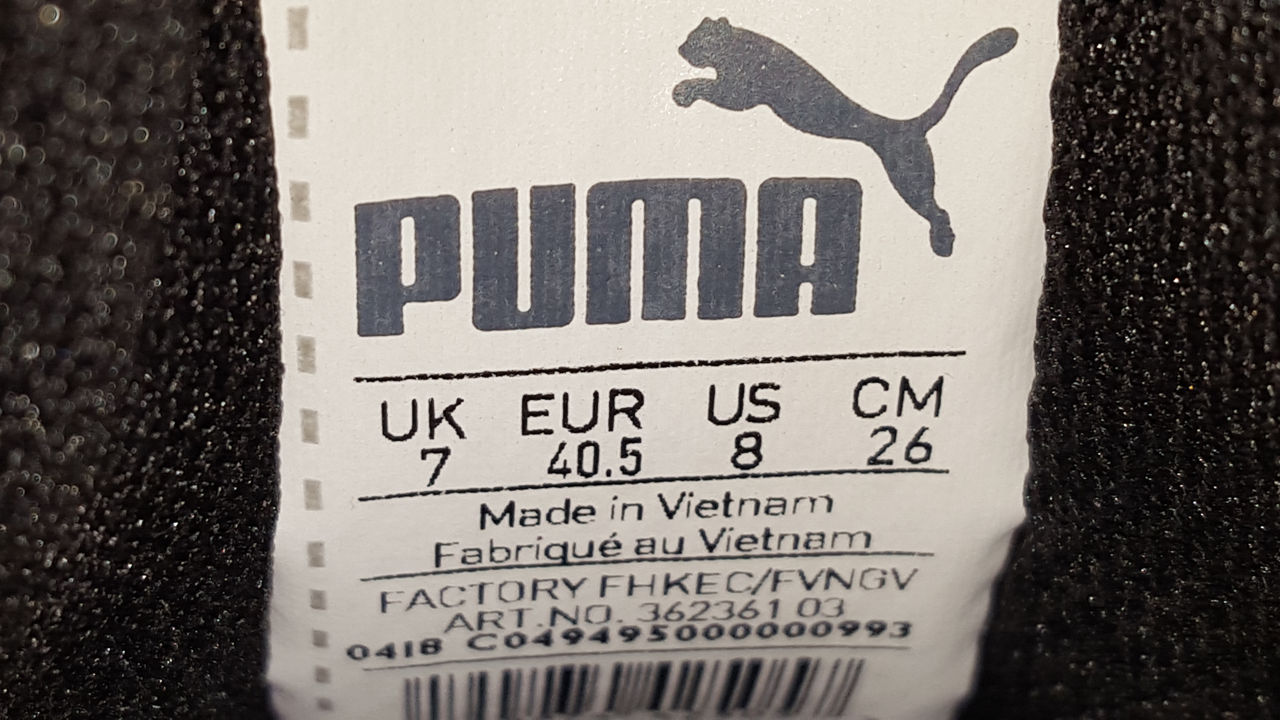 PUMA
UK EUR US CM
7 40.5 8 26
Made in Vietnam
Fabriqué au Vietnam
FACTORY FHKEC/FVNGV
ART.NO. 362361 03
0418 C049495000000993